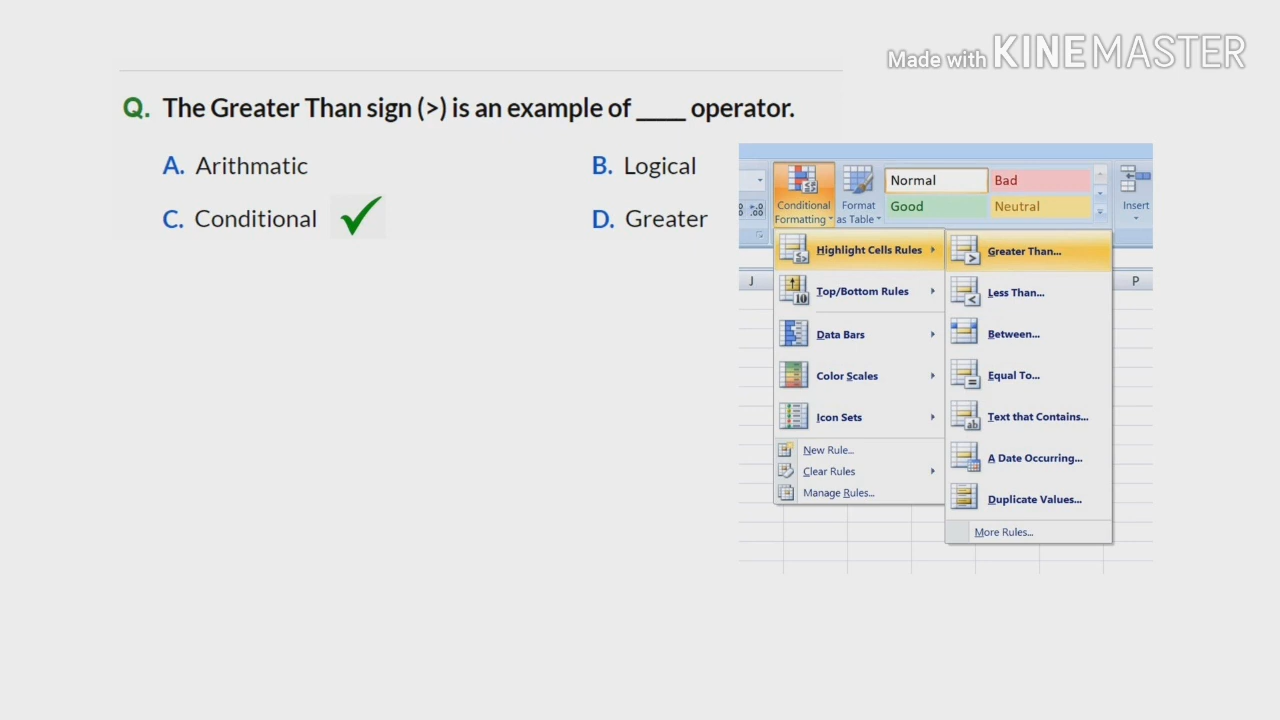 Made with KINEMASTER
Q. The Greater Than sign (>) is an example of ____ operator.
A. Arithmatic
B. Logical
C. Conditional
D. Greater
Conditional Formatting
Format as Table
Normal
Bad
Good
Neutral
Insert
.00
J
P
Highlight Cells Rules
Top/Bottom Rules
10
Data Bars
Color Scales
Icon Sets
New Rule...
Clear Rules
Manage Rules...
Greater Than...
Less Than...
Between...
Equal To...
Text that Contains...
ab
A Date Occurring...
Duplicate Values...
More Rules...